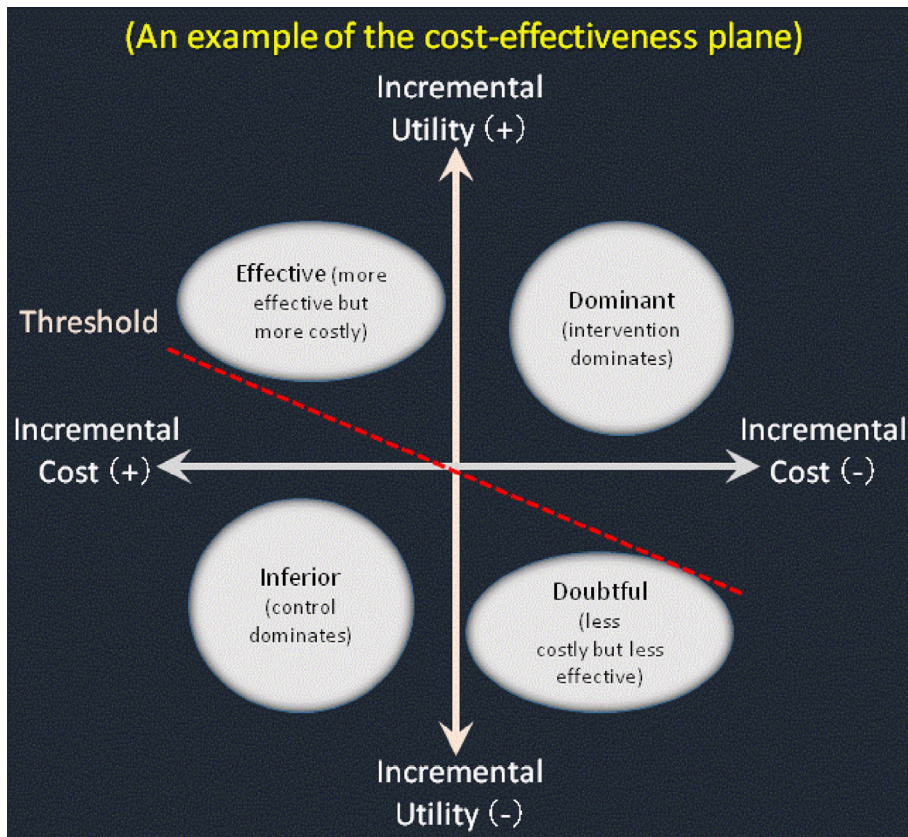 (An example of the cost-effectiveness plane)
Incremental
Utility (+)
Effective (more
effective but
more costly)
Dominant
(intervention
dominates)
Threshold
Incremental
Cost (+)
Incremental
Cost (-)
Inferior
(control
dominates)
Doubtful
(less
costly but less
effective)
Incremental
Utility (-)